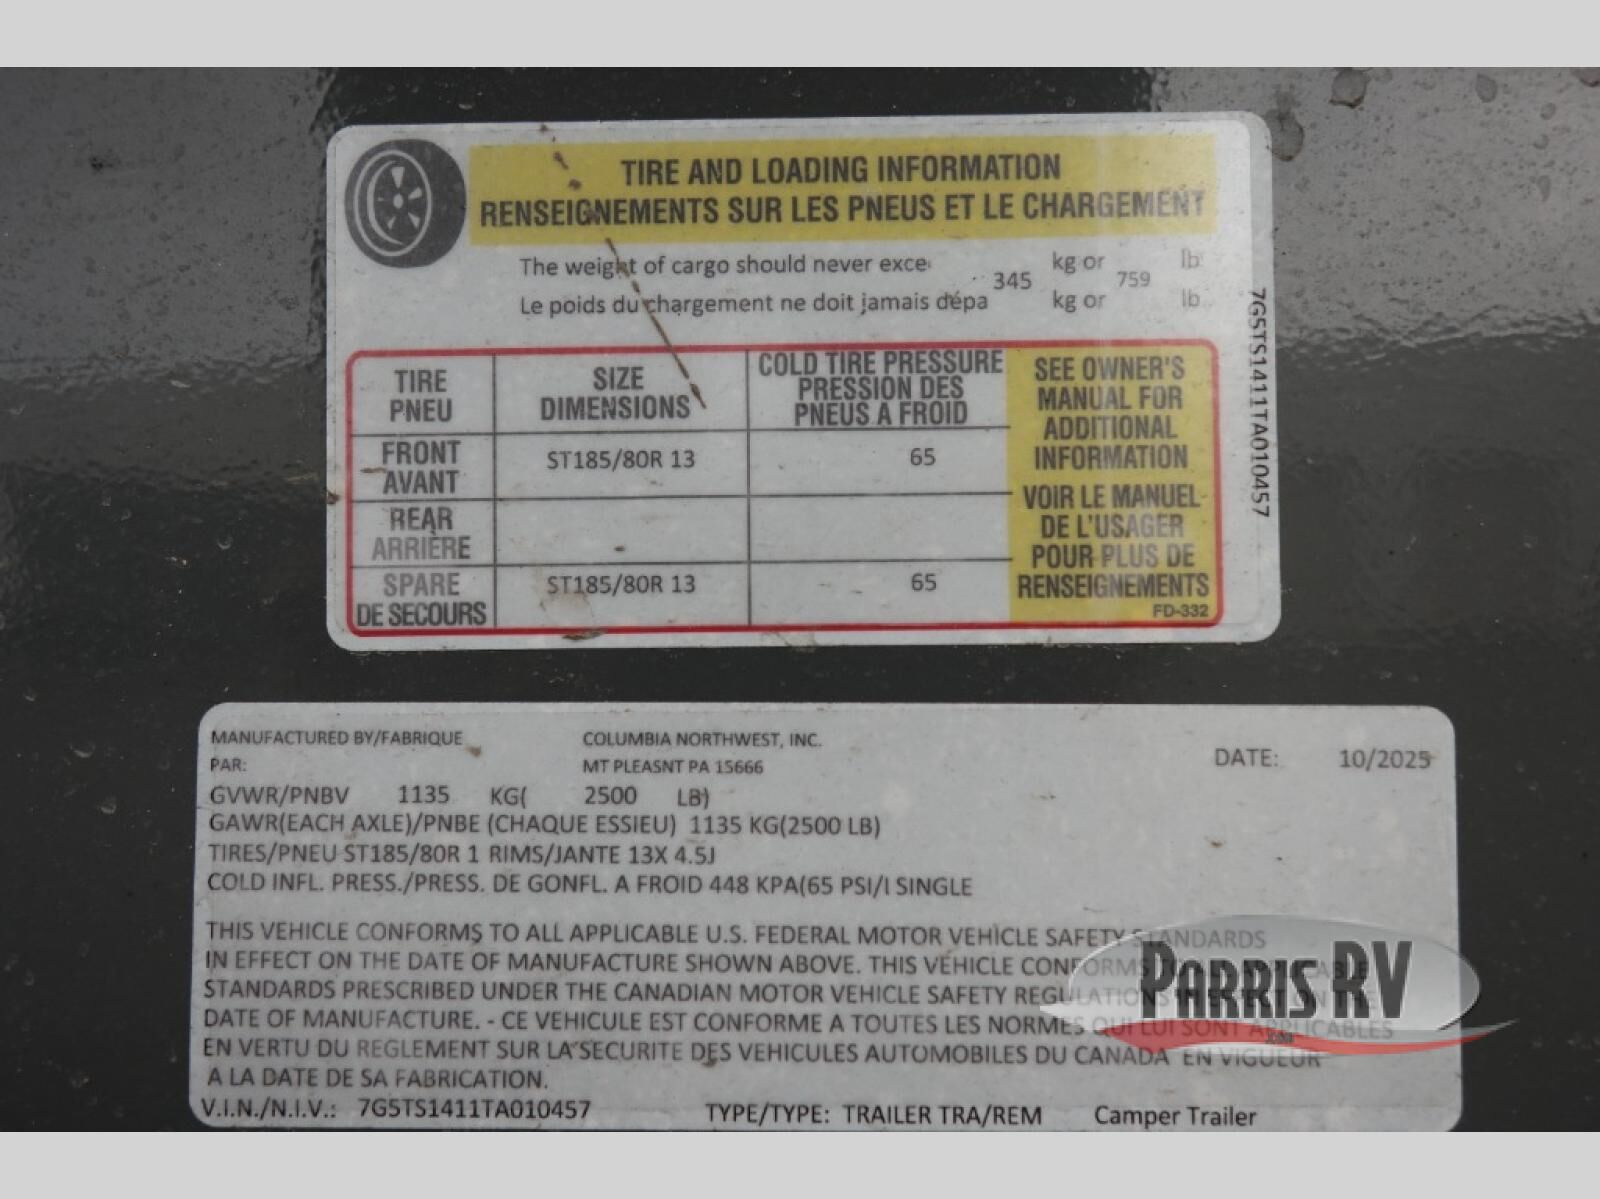 TIRE AND LOADING INFORMATION
RENSEIGNEMENTS SUR LES PNEUS ET LE CHARGEMENT
The weight of cargo should never exce 345 kg or 759 lb
Le poids du chargement ne doit jamais dépa kg or lb
TIRE
PNEU
SIZE
DIMENSIONS
COLD TIRE PRESSURE
PRESSION DES
PNEUS A FROID
FRONT
AVANT
ST185/80R 13
65
REAR
ARRIÈRE
SPARE
DE SECOURS
ST185/80R 13
65
SEE OWNER'S
MANUAL FOR
ADDITIONAL
INFORMATION
VOIR LE MANUEL
DE L'USAGER
POUR PLUS DE
RENSEIGNEMENTS
FD-332
7G5TS1411TA010457
MANUFACTURED BY/FABRIQUE COLUMBIA NORTHWEST, INC.
PAR: MT PLEASNT PA 15666
DATE: 10/2025
GVWR/PNBV 1135 KG( 2500 LB)
GAWR(EACH AXLE)/PNBE (CHAQUE ESSIEU) 1135 KG(2500 LB)
TIRES/PNEU ST185/80R 1 RIMS/JANTE 13X 4.5J
COLD INFL. PRESS./PRESS. DE GONFL. A FROID 448 KPA(65 PSI/I SINGLE
THIS VEHICLE CONFORMS TO ALL APPLICABLE U.S. FEDERAL MOTOR VEHICLE SAFETY STANDARDS
IN EFFECT ON THE DATE OF MANUFACTURE SHOWN ABOVE. THIS VEHICLE CONFORMS
STANDARDS PRESCRIBED UNDER THE CANADIAN MOTOR VEHICLE SAFETY REGULATIONS IN THE
DATE OF MANUFACTURE. - CE VEHICULE EST CONFORME A TOUTES LES NORMES QUI LUI SONT APPLICABLES
EN VERTU DU REGLEMENT SUR LA SECURITE DES VEHICULES AUTOMOBILES DU CANADA EN VIGUEUR
A LA DATE DE SA FABRICATION.
V.I.N./N.I.V.: 7G5TS1411TA010457 TYPE/TYPE: TRAILER TRA/REM Camper Trailer
PARRIS RV